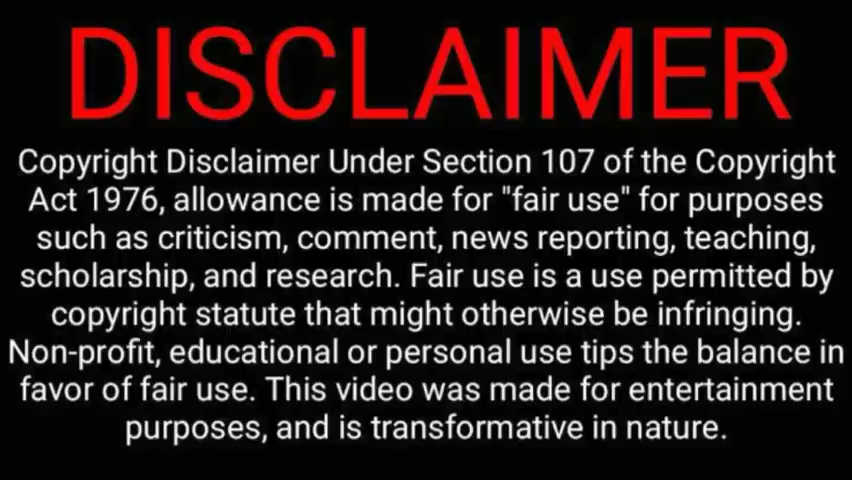 DISCLAIMER
Copyright Disclaimer Under Section 107 of the Copyright
Act 1976, allowance is made for "fair use" for purposes
such as criticism, comment, news reporting, teaching,
scholarship, and research. Fair use is a use permitted by
copyright statute that might otherwise be infringing.
Non-profit, educational or personal use tips the balance in
favor of fair use. This video was made for entertainment
purposes, and is transformative in nature.